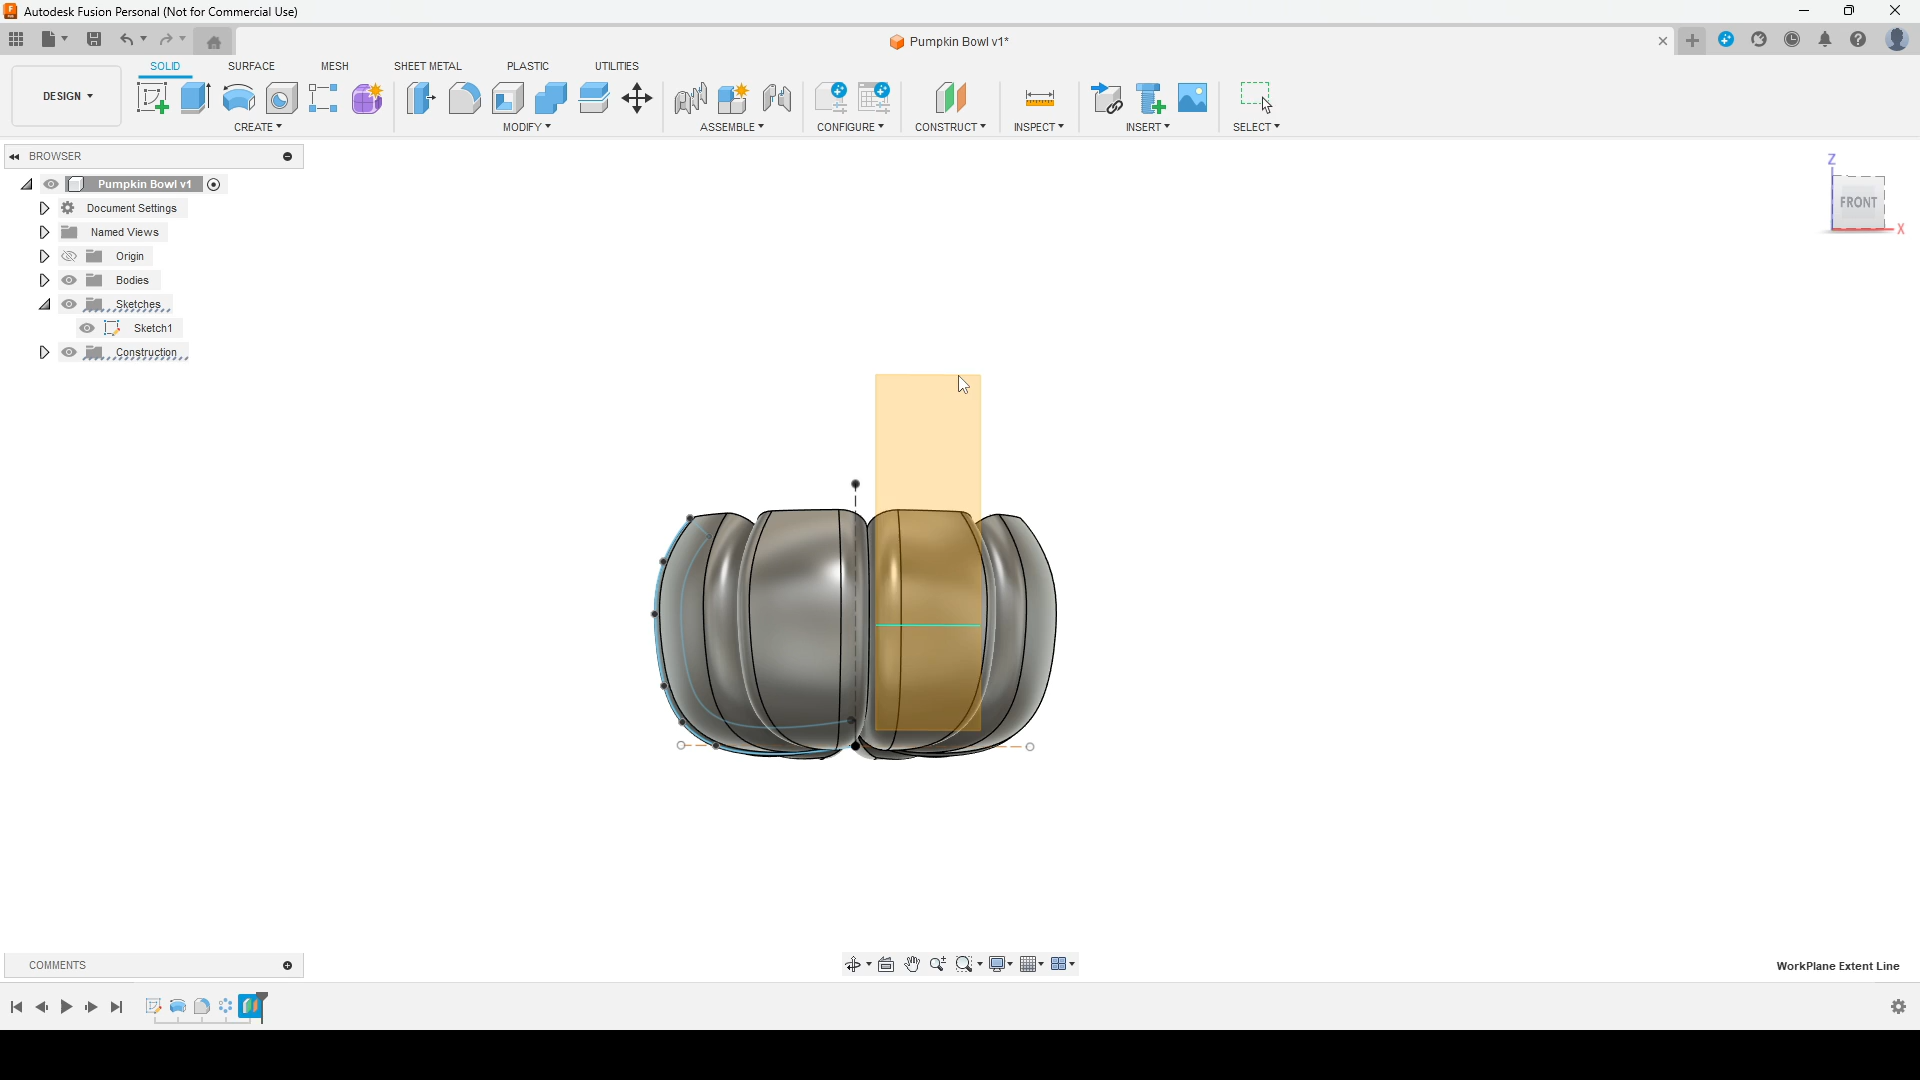 Autodesk Fusion Personal (Not for Commercial Use)
Pumpkin Bowl v1*
DESIGN
SOLID SURFACE MESH SHEET METAL PLASTIC UTILITIES
CREATE MODIFY ASSEMBLE CONFIGURE CONSTRUCT INSPECT INSERT SELECT
BROWSER
Pumpkin Bowl v1
Document Settings
Named Views
Origin
Bodies
Sketches
Sketch1
Construction
Z
FRONT
X
COMMENTS
WorkPlane Extent Line